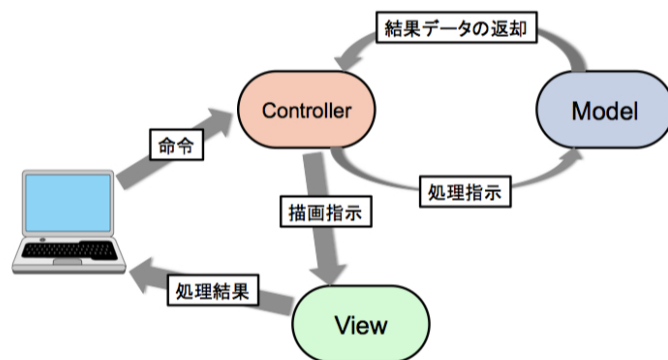 結果データの返却
Controller
Model
命令
処理指示
描画指示
処理結果
View